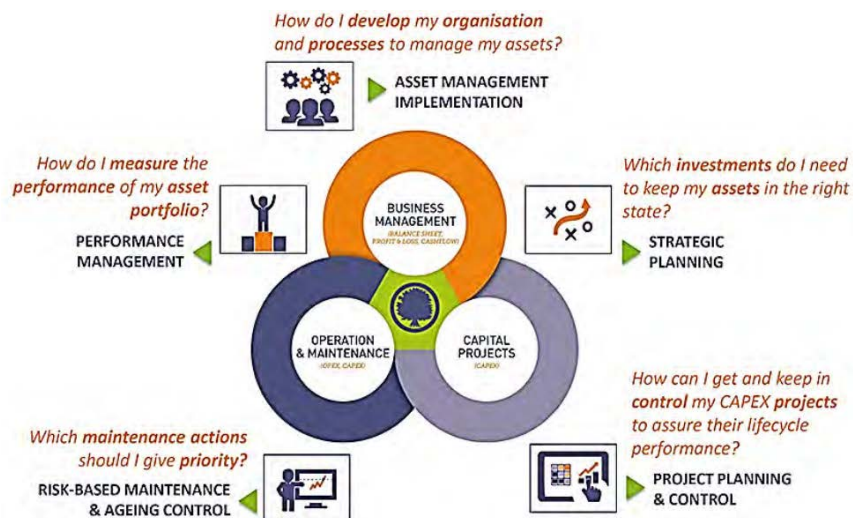 How do I develop my organisation
and processes to manage my assets?
ASSET MANAGEMENT
IMPLEMENTATION
How do I measure the
performance of my asset
portfolio?
PERFORMANCE
MANAGEMENT
Which investments do I need
to keep my assets in the right
state?
STRATEGIC
PLANNING
BUSINESS
MANAGEMENT
(BALANCE SHEET,
PROFIT & LOSS, CASHFLOW)
OPERATION
& MAINTENANCE
(OPEX, CAPEX)
CAPITAL
PROJECTS
(CAPEX)
How can I get and keep in
control my CAPEX projects
to assure their lifecycle
performance?
PROJECT PLANNING
& CONTROL
Which maintenance actions
should I give priority?
RISK-BASED MAINTENANCE
& AGEING CONTROL